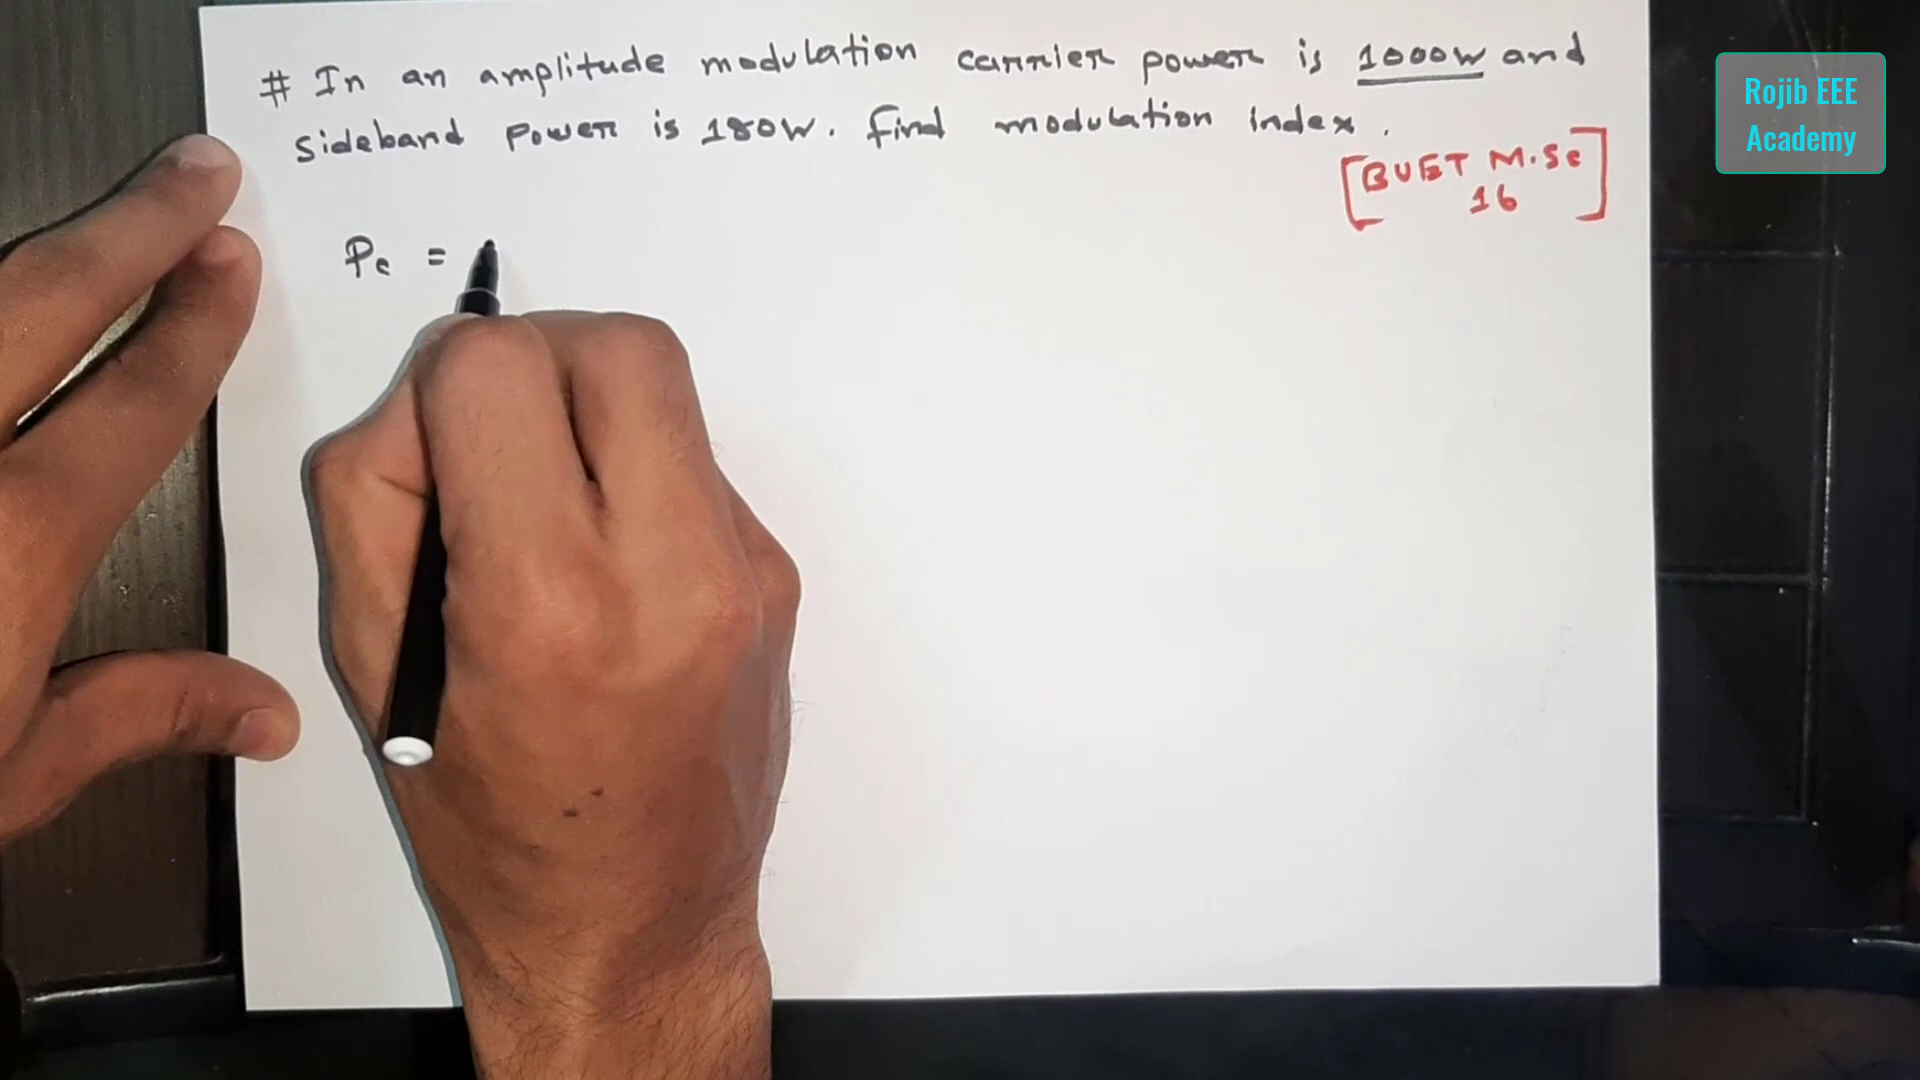 # In an amplitude modulation carrier power is 1000W and
sideband power is 180W. find modulation index.
[BUET M.Sc
16]
Pc =
Rojib EEE
Academy